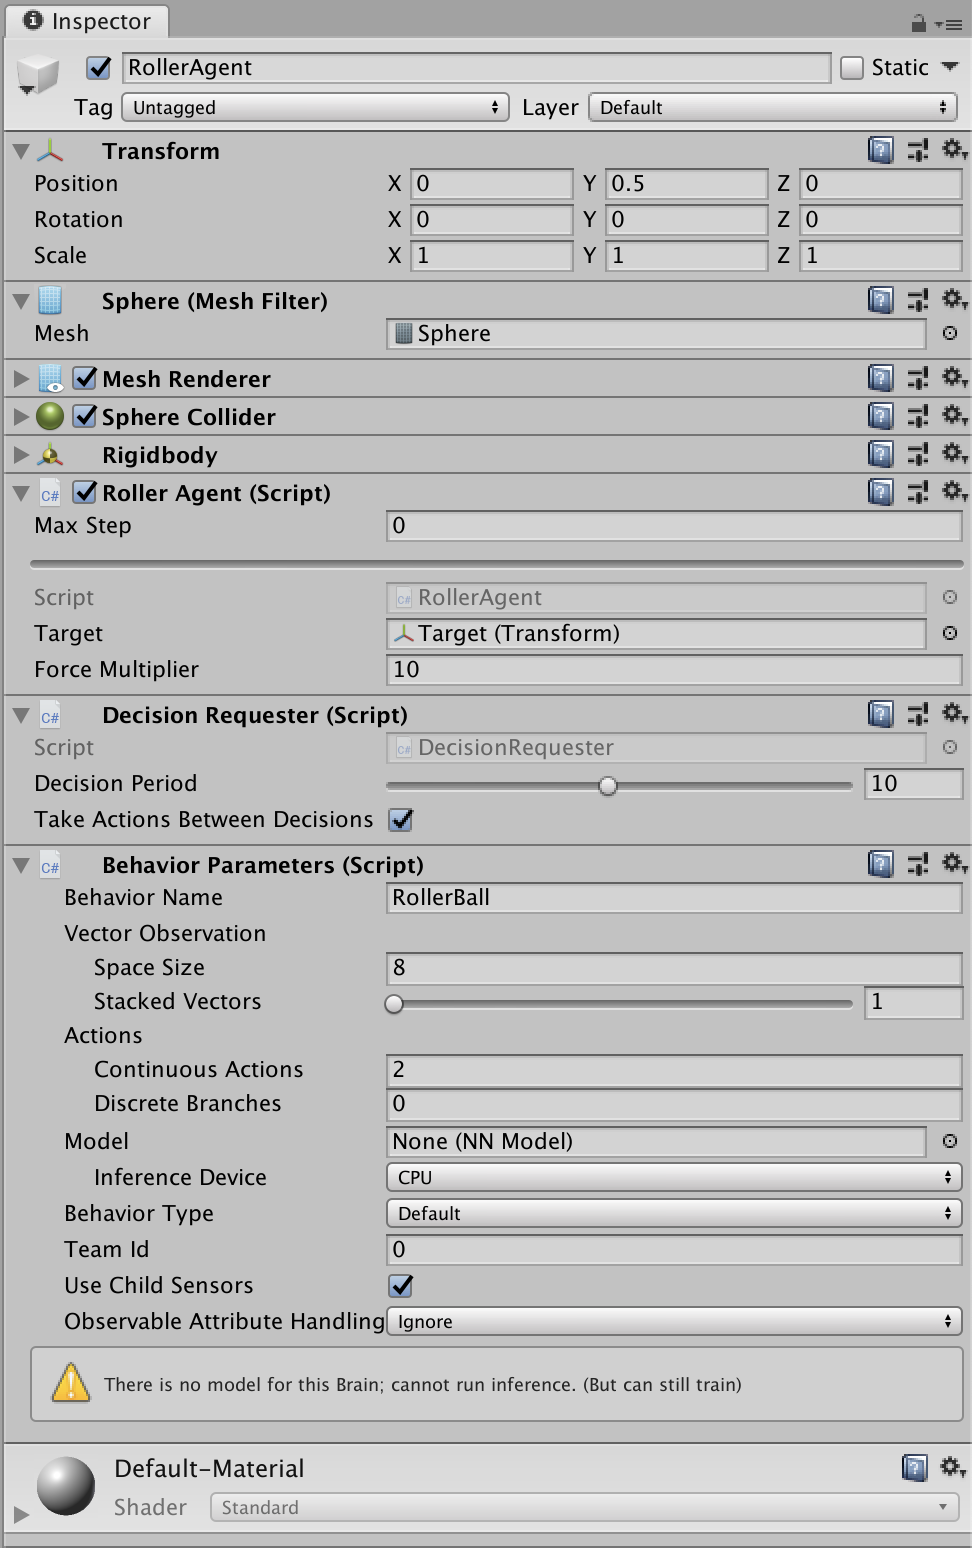 Inspector
RollerAgent Static
Tag Untagged Layer Default
Transform
Position X 0 Y 0.5 Z 0
Rotation X 0 Y 0 Z 0
Scale X 1 Y 1 Z 1
Sphere (Mesh Filter)
Mesh Sphere
Mesh Renderer
Sphere Collider
Rigidbody
C# Roller Agent (Script)
Max Step 0
Script C# RollerAgent
Target Target (Transform)
Force Multiplier 10
C# Decision Requester (Script)
Script C# DecisionRequester
Decision Period 10
Take Actions Between Decisions
C# Behavior Parameters (Script)
Behavior Name RollerBall
Vector Observation
Space Size 8
Stacked Vectors 1
Actions
Continuous Actions 2
Discrete Branches 0
Model None (NN Model)
Inference Device CPU
Behavior Type Default
Team Id 0
Use Child Sensors
Observable Attribute Handling Ignore
There is no model for this Brain; cannot run inference. (But can still train)
Default-Material
Shader Standard